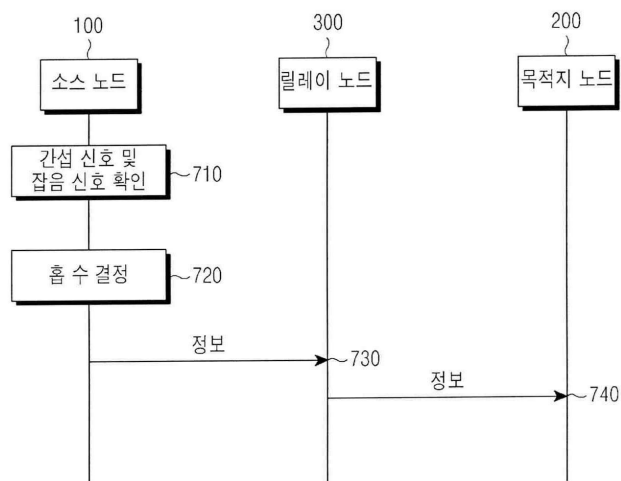 100
300
200
소스 노드
릴레이 노드
목적지 노드
간섭 신호 및
잡음 신호 확인
710
홉 수 결정
720
정보
730
정보
740